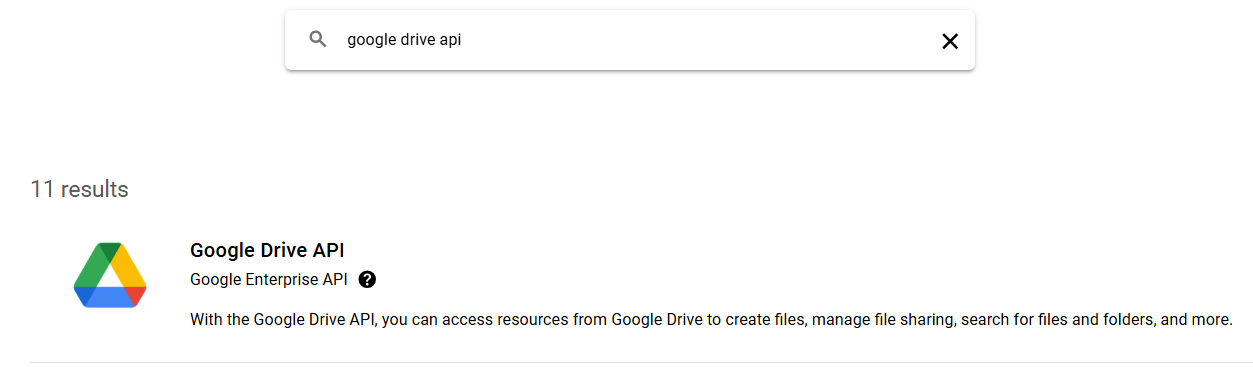 google drive api
11 results
Google Drive API
Google Enterprise API
With the Google Drive API, you can access resources from Google Drive to create files, manage file sharing, search for files and folders, and more.